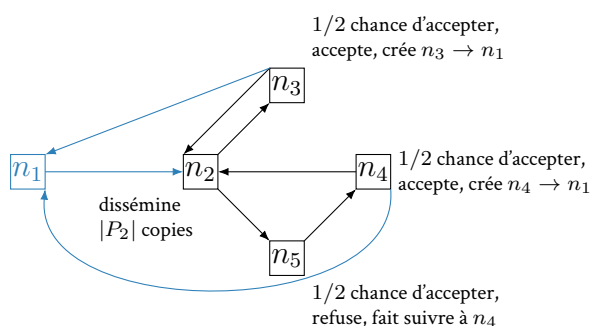 1/2 chance d'accepter,
accepte, crée n₃ → n₁
n₃
n₁
n₂
n₄
1/2 chance d'accepter,
accepte, crée n₄ → n₁
dissémine
|P₂| copies
n₅
1/2 chance d'accepter,
refuse, fait suivre à n₄